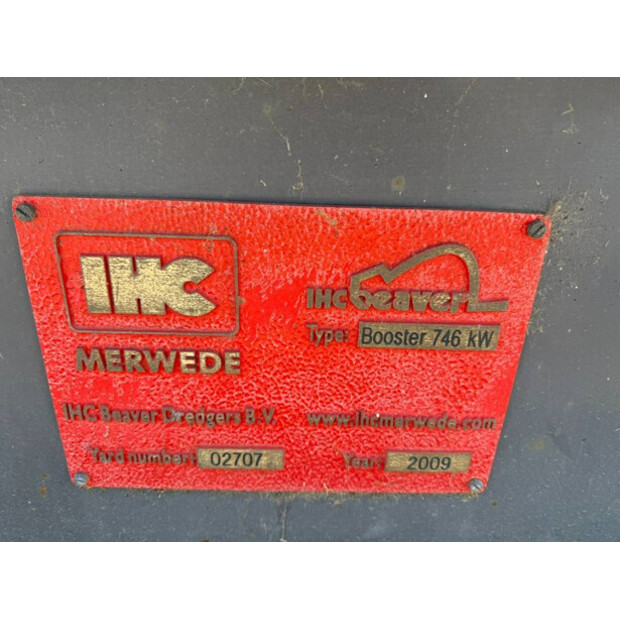 IHC
MERWEDE
IHC beaver
Type: Booster 746 kW
IHC Beaver Dredgers B.V.
www.ihcmerwede.com
Yard number: 02707
Year: 2009